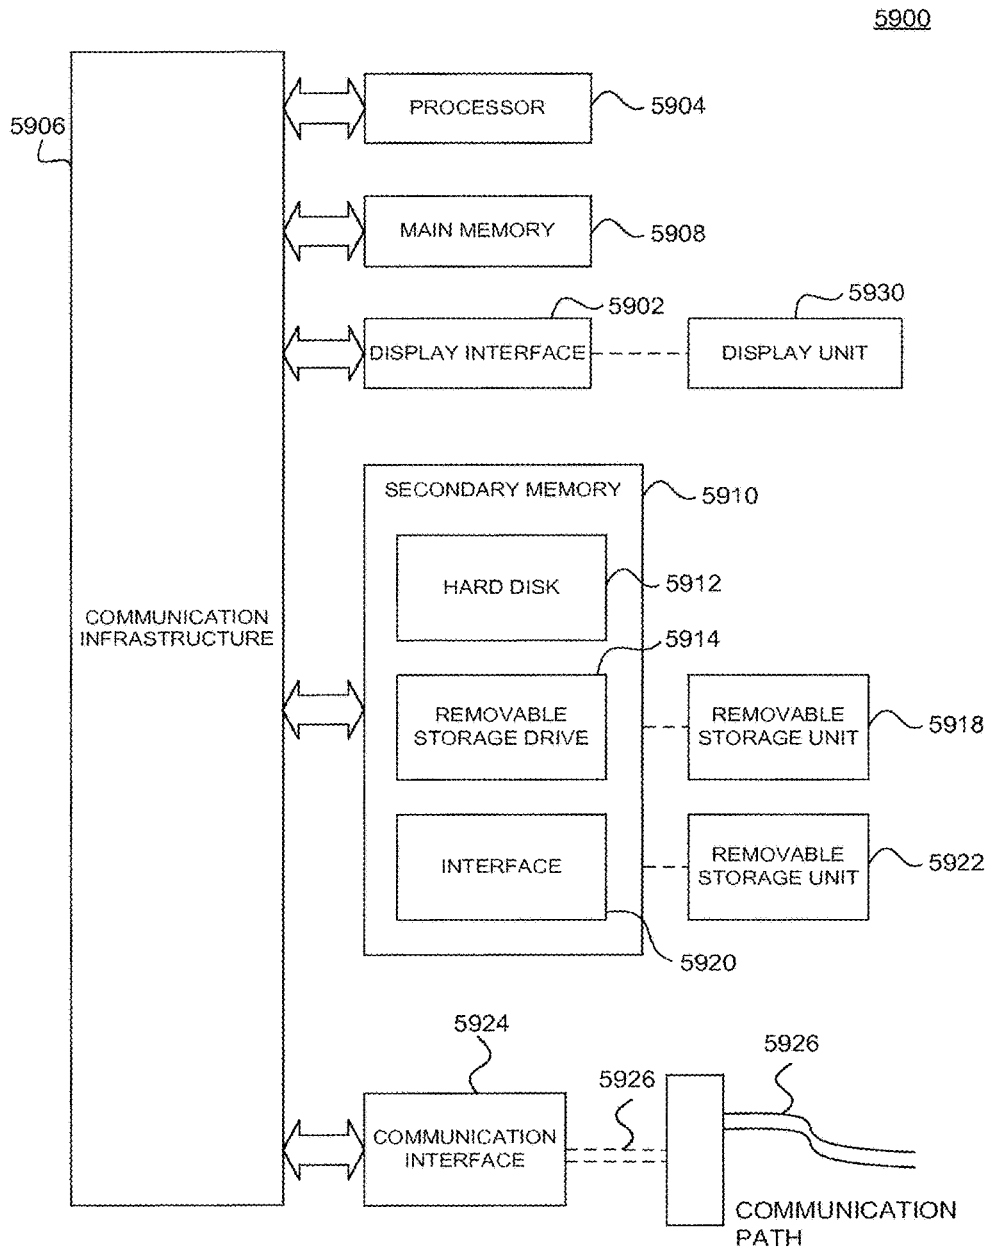 5900
5906
PROCESSOR
5904
MAIN MEMORY
5908
5902
DISPLAY INTERFACE
5930
DISPLAY UNIT
SECONDARY MEMORY
5910
HARD DISK
5912
COMMUNICATION
INFRASTRUCTURE
5914
REMOVABLE
STORAGE DRIVE
REMOVABLE
STORAGE UNIT
5918
INTERFACE
REMOVABLE
STORAGE UNIT
5922
5920
5924
COMMUNICATION
INTERFACE
5926
5926
COMMUNICATION
PATH